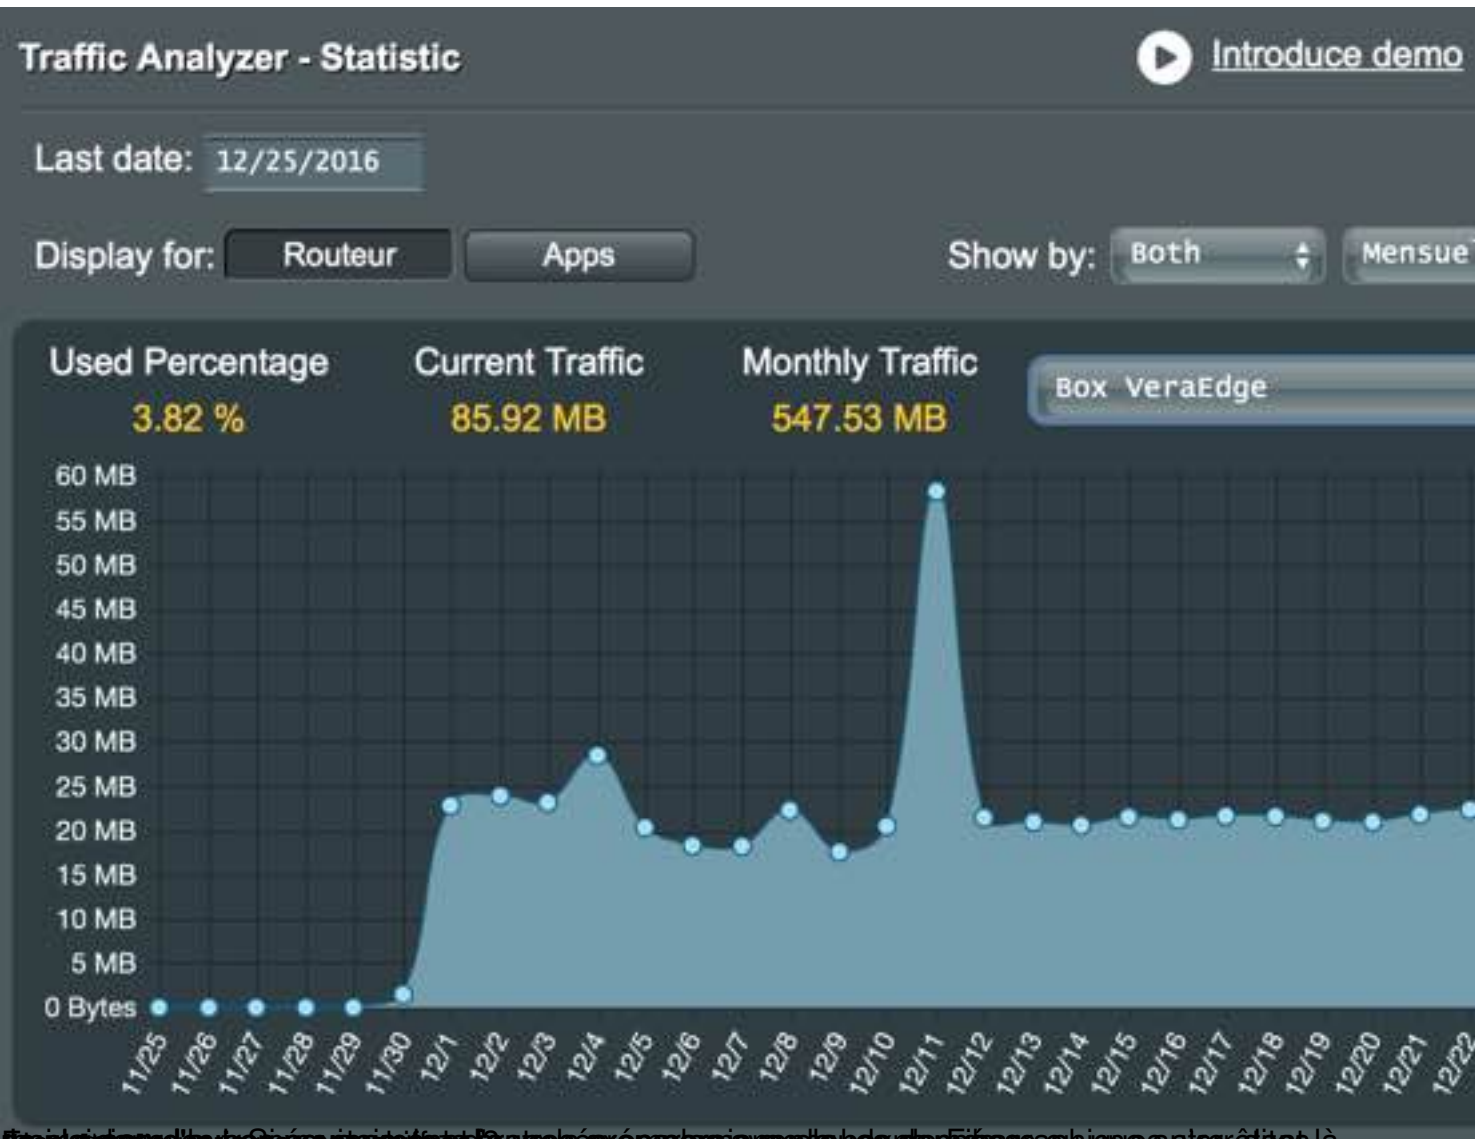 Traffic Analyzer - Statistic
Introduce demo
Last date: 12/25/2016
Display for: Routeur Apps Show by: Both Mensue
Used Percentage Current Traffic Monthly Traffic
Box VeraEdge
3.82 % 85.92 MB 547.53 MB
60 MB
55 MB
50 MB
45 MB
40 MB
35 MB
30 MB
25 MB
20 MB
15 MB
10 MB
5 MB
0 Bytes
11/25 11/26 11/27 11/28 11/29 11/30 12/1 12/2 12/3 12/4 12/5 12/6 12/7 12/8 12/9 12/10 12/11 12/12 12/13 12/14 12/15 12/16 12/17 12/18 12/19 12/20 12/21 12/22